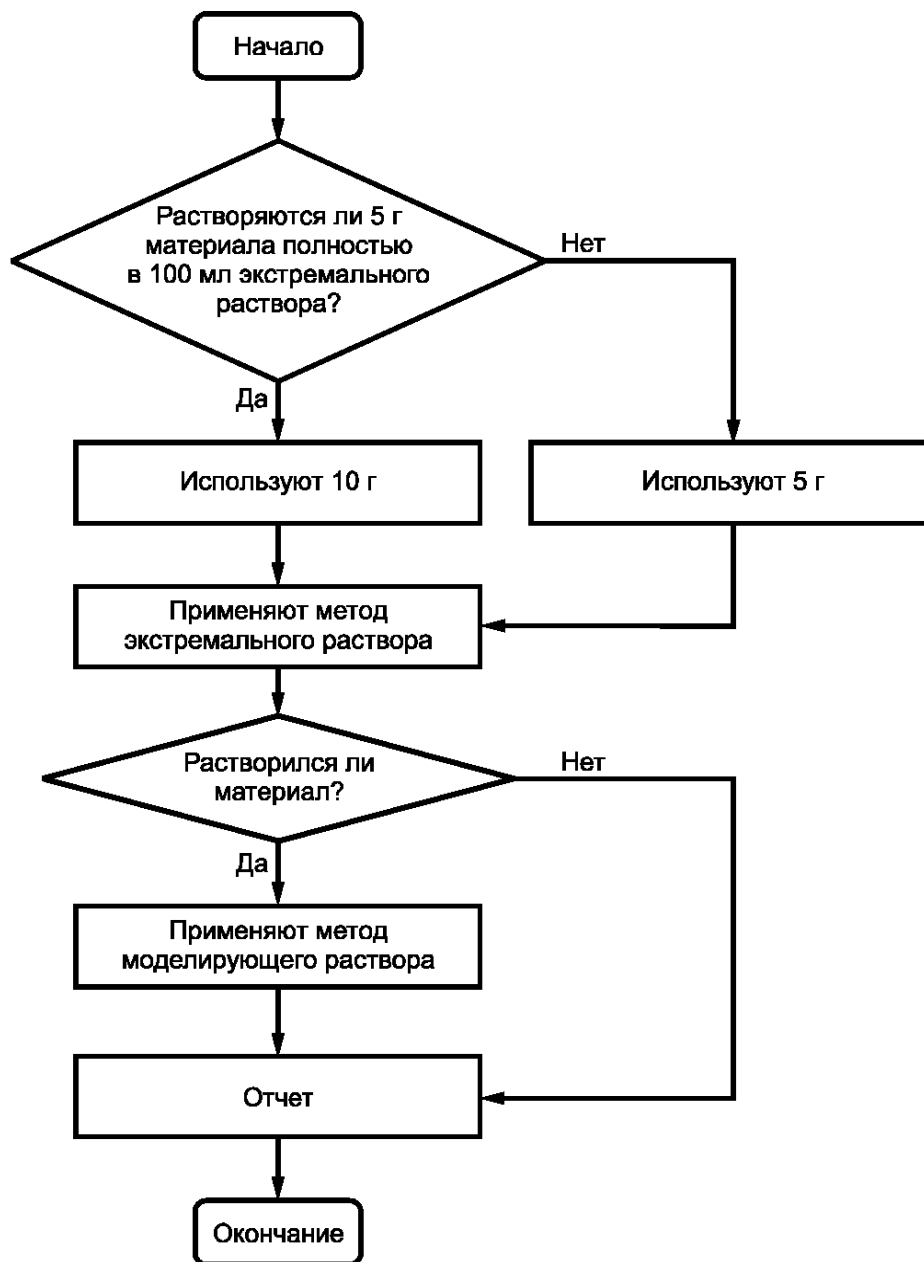 Начало
Растворяются ли 5 г
материала полностью
в 100 мл экстремального
раствора?
Нет
Да
Используют 10 г
Используют 5 г
Применяют метод
экстремального раствора
Растворился ли
материал?
Нет
Да
Применяют метод
моделирующего раствора
Отчет
Окончание